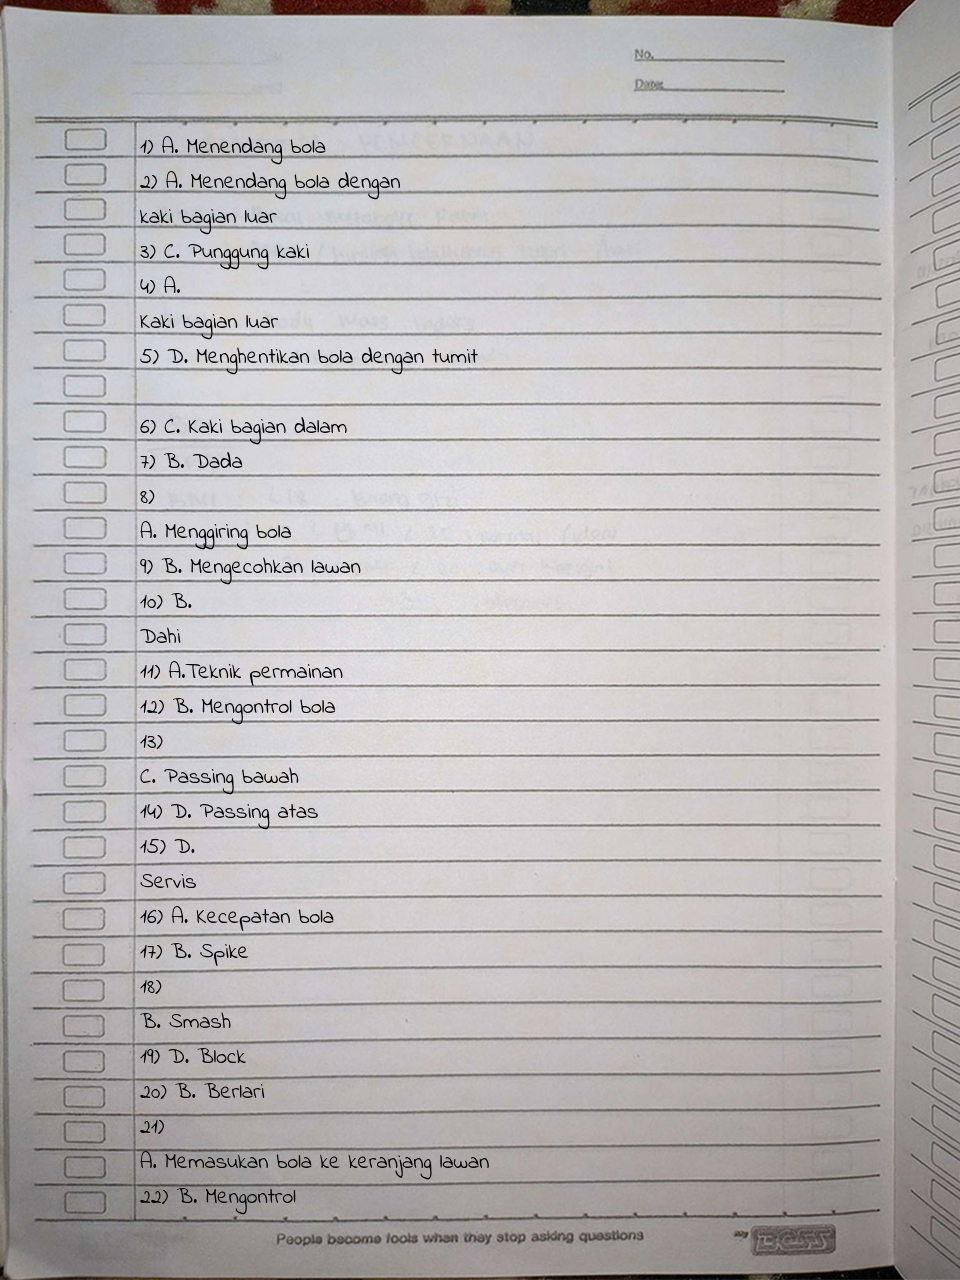 No.
Date:
1) A. Menendang bola
2) A. Menendang bola dengan
kaki bagian luar
3) C. Punggung kaki
4) A.
Kaki bagian luar
5) D. Menghentikan bola dengan tumit
6) C. Kaki bagian dalam
7) B. Dada
8)
A. Menggiring bola
9) B. Mengecohkan lawan
10) B.
Dahi
11) A.Teknik permainan
12) B. Mengontrol bola
13)
C. Passing bawah
14) D. Passing atas
15) D.
Servis
16) A. Kecepatan bola
17) B. Spike
18)
B. Smash
19) D. Block
20) B. Berlari
21)
A. Memasukan bola ke keranjang lawan
22) B. Mengontrol
People become fools when they stop asking questions
my BOSS